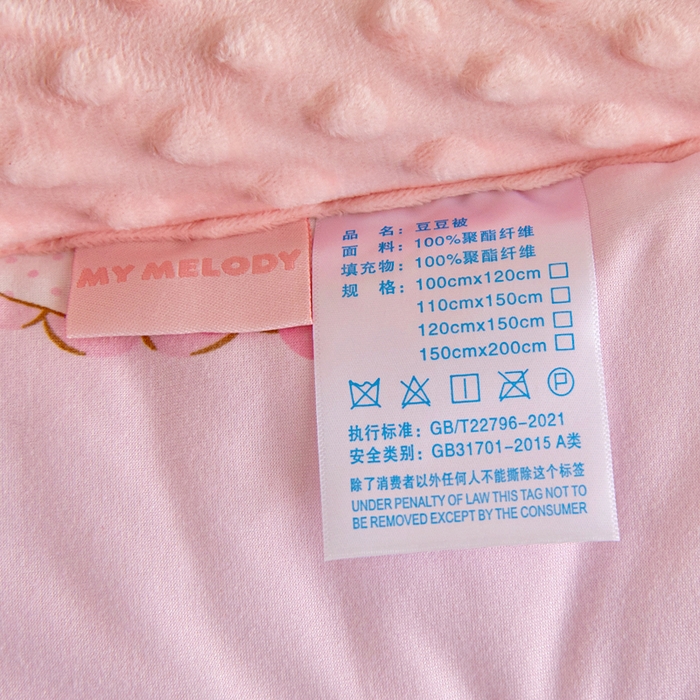 MY MELODY
品 名：豆豆被
面 料：100%聚酯纤维
填充物：100%聚酯纤维
规 格：100cmx120cm
110cmx150cm
120cmx150cm
150cmx200cm
P
执行标准：GB/T22796-2021
安全类别：GB31701-2015 A类
除了消费者以外任何人不能撕除这个标签
UNDER PENALTY OF LAW THIS TAG NOT TO
BE REMOVED EXCEPT BY THE CONSUMER